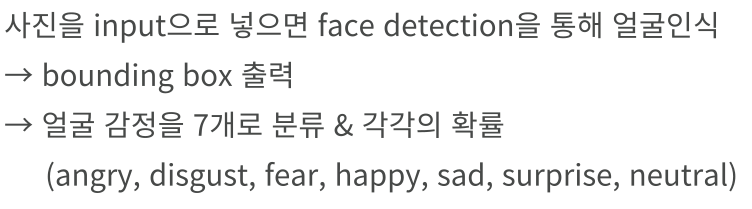 사진을 input으로 넣으면 face detection을 통해 얼굴인식
→ bounding box 출력
→ 얼굴 감정을 7개로 분류 & 각각의 확률
(angry, disgust, fear, happy, sad, surprise, neutral)